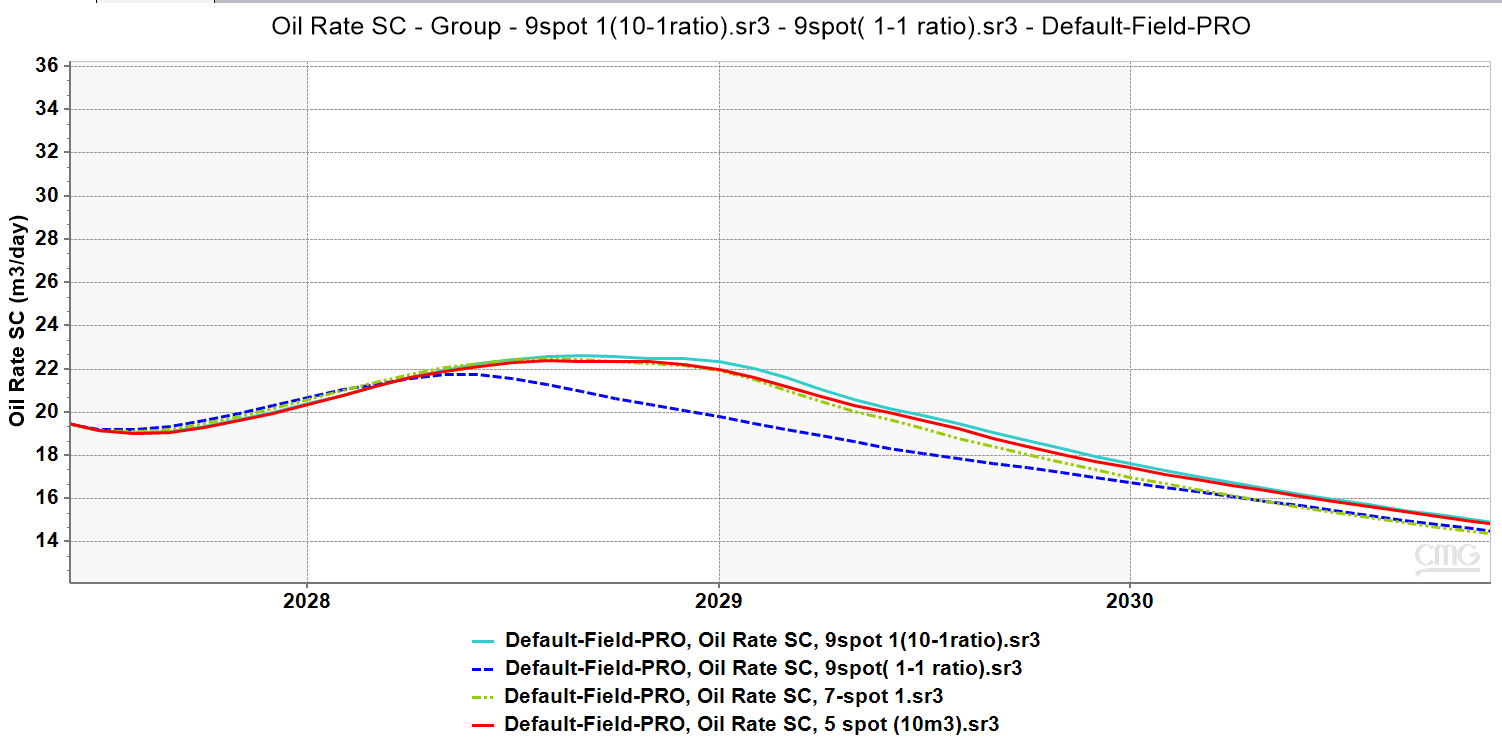 Oil Rate SC - Group - 9spot 1(10-1ratio).sr3 - 9spot( 1-1 ratio).sr3 - Default-Field-PRO
Oil Rate SC (m3/day)
36
34
32
30
28
26
24
22
20
18
16
14
CMG
2028 2029 2030
Default-Field-PRO, Oil Rate SC, 9spot 1(10-1ratio).sr3
Default-Field-PRO, Oil Rate SC, 9spot( 1-1 ratio).sr3
Default-Field-PRO, Oil Rate SC, 7-spot 1.sr3
Default-Field-PRO, Oil Rate SC, 5 spot (10m3).sr3